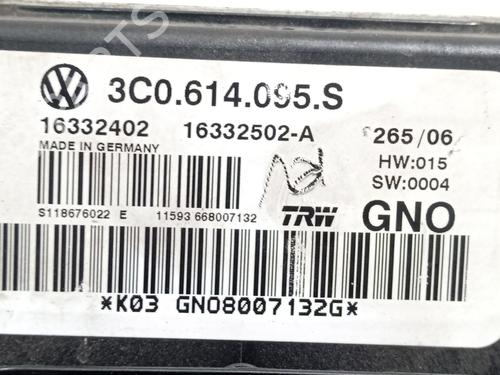 3C0.614.095.S
16332402 16332502-A 265/06
MADE IN GERMANY HW:015
SW:0004
S118676022 E 11593 668007132 TRW GNO
*K03 GNO8007132G*